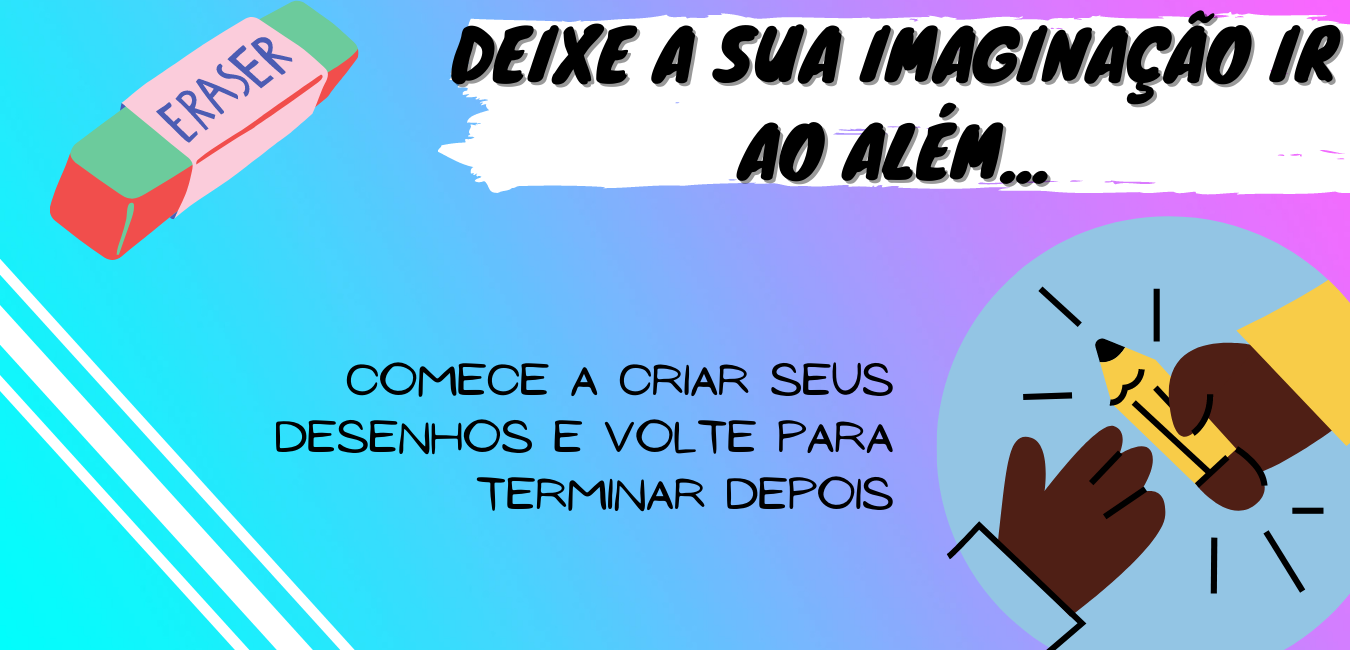 ERASER
DEIXE A SUA IMAGINAÇÃO IR
AO ALÉM...
COMECE A CRIAR SEUS
DESENHOS E VOLTE PARA
TERMINAR DEPOIS